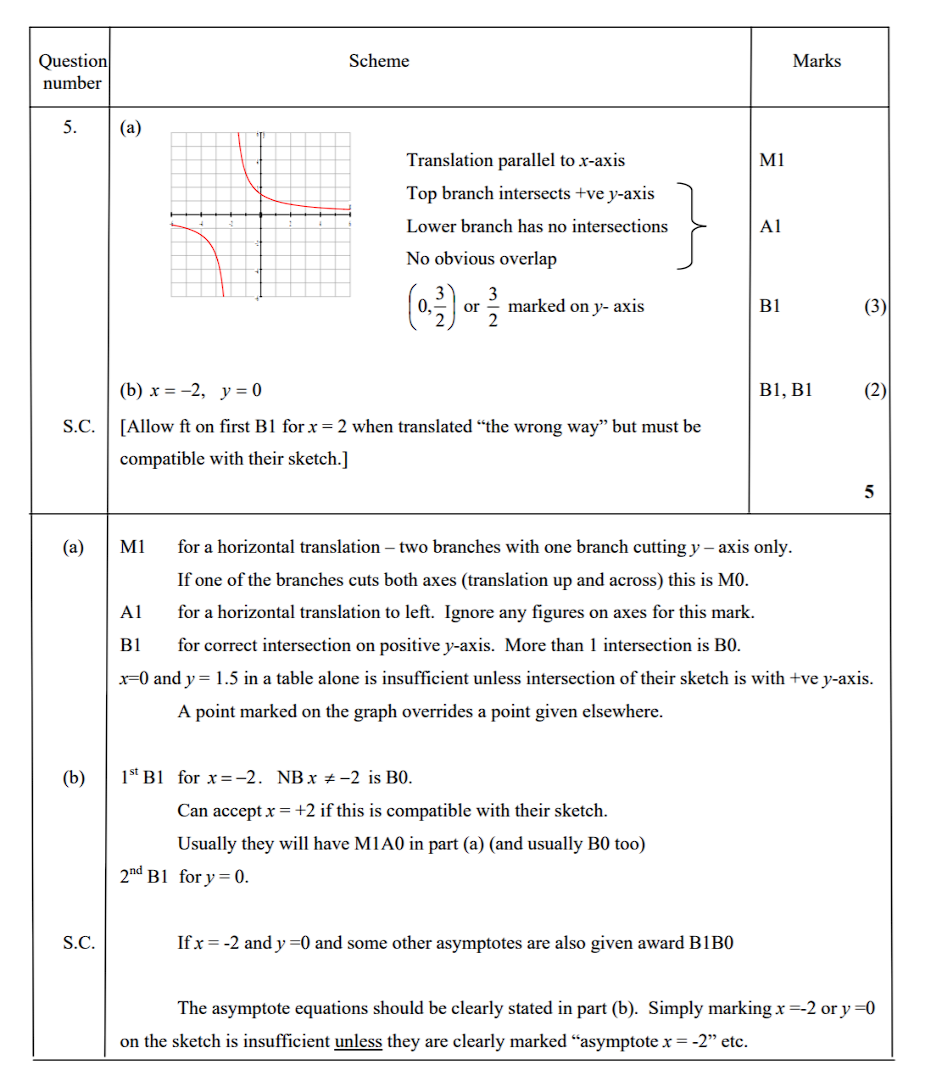 Question number Scheme Marks
5. (a)
Translation parallel to x-axis M1
Top branch intersects +ve y-axis
Lower branch has no intersections A1
No obvious overlap
(0, 3/2) or 3/2 marked on y- axis B1 (3)
(b) x = –2, y = 0 B1, B1 (2)
S.C. [Allow ft on first B1 for x = 2 when translated “the wrong way” but must be
compatible with their sketch.]
5
(a) M1 for a horizontal translation – two branches with one branch cutting y – axis only.
If one of the branches cuts both axes (translation up and across) this is M0.
A1 for a horizontal translation to left. Ignore any figures on axes for this mark.
B1 for correct intersection on positive y-axis. More than 1 intersection is B0.
x=0 and y = 1.5 in a table alone is insufficient unless intersection of their sketch is with +ve y-axis.
A point marked on the graph overrides a point given elsewhere.
(b) 1st B1 for x = –2. NB x ≠ –2 is B0.
Can accept x = +2 if this is compatible with their sketch.
Usually they will have M1A0 in part (a) (and usually B0 too)
2nd B1 for y = 0.
S.C. If x = -2 and y =0 and some other asymptotes are also given award B1B0
The asymptote equations should be clearly stated in part (b). Simply marking x =-2 or y =0
on the sketch is insufficient unless they are clearly marked “asymptote x = -2” etc.